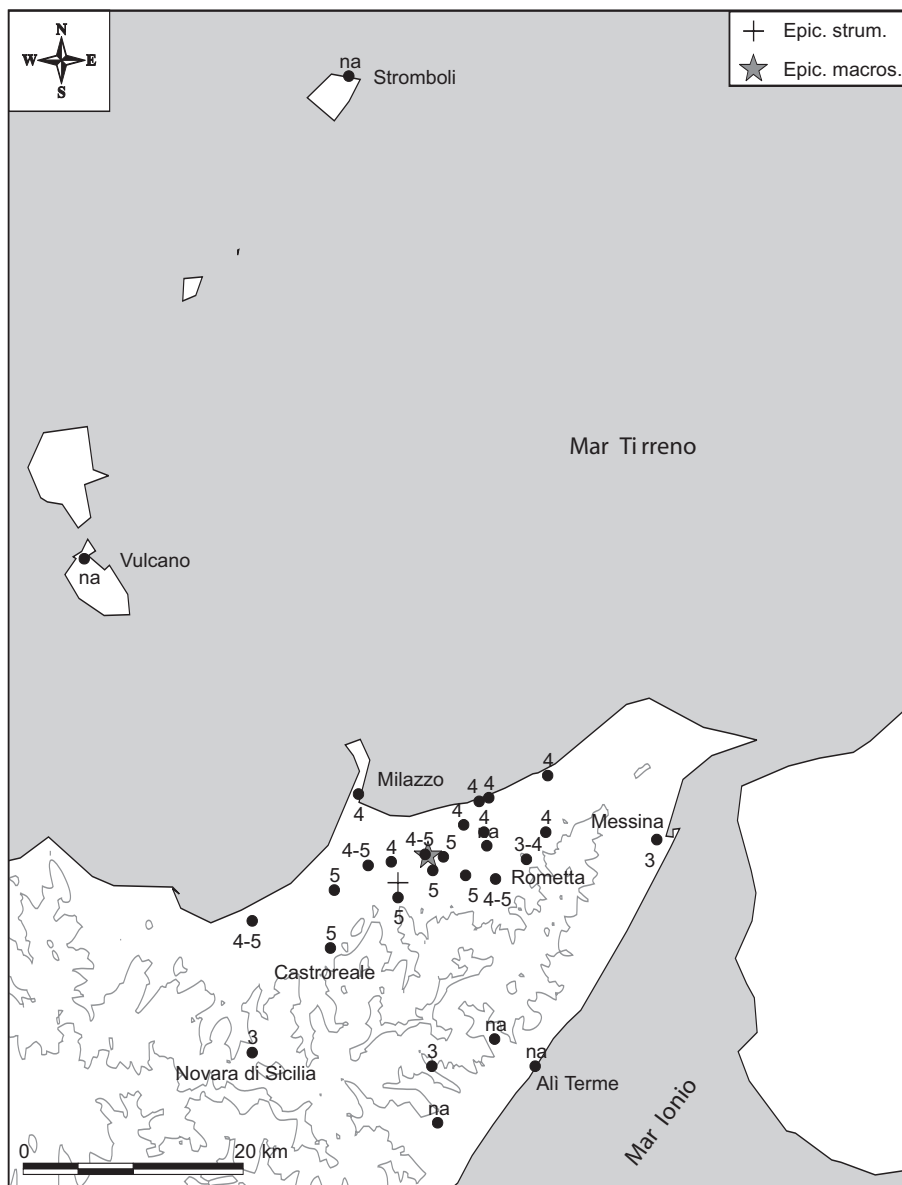 N
W E
S
Epic. strum.
Epic. macros.
na
Stromboli
Mar Tirreno
Vulcano
na
Milazzo
4
4
4 4
4
4
na
4
Messina
3
3-4
Rometta
4-5
4
4-5
5
5
5
4-5
5
5
4-5
5
Castroreale
3
Novara di Sicilia
3
na
na
Alì Terme
na
Mar Ionio
0 20 km